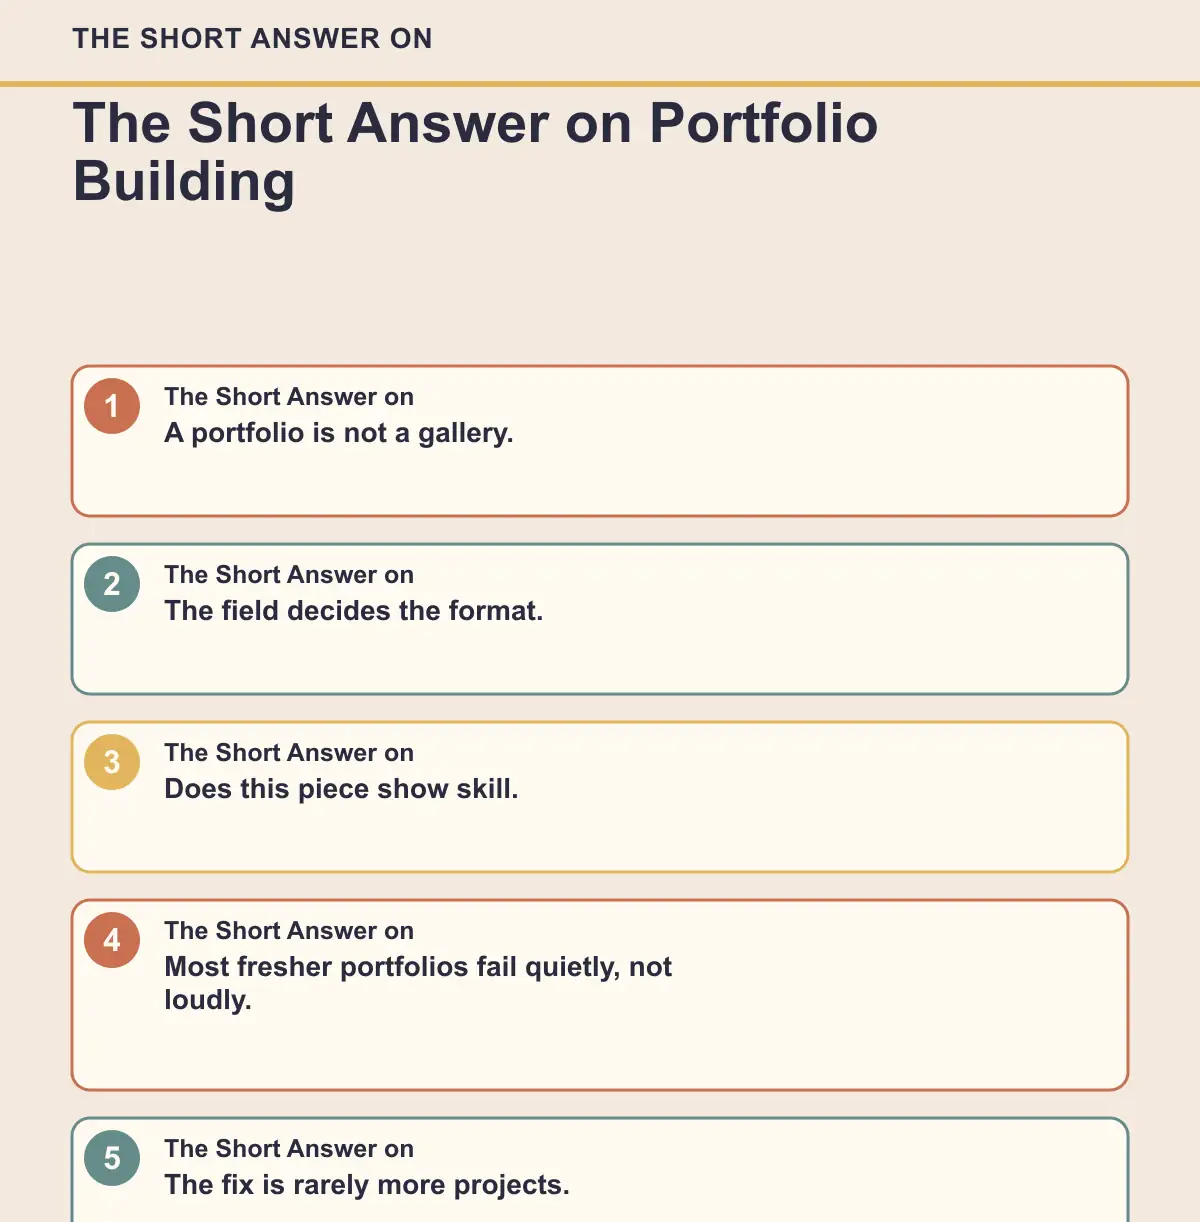 THE SHORT ANSWER ON
The Short Answer on Portfolio
Building
1
The Short Answer on
A portfolio is not a gallery.
2
The Short Answer on
The field decides the format.
3
The Short Answer on
Does this piece show skill.
4
The Short Answer on
Most fresher portfolios fail quietly, not
loudly.
5
The Short Answer on
The fix is rarely more projects.